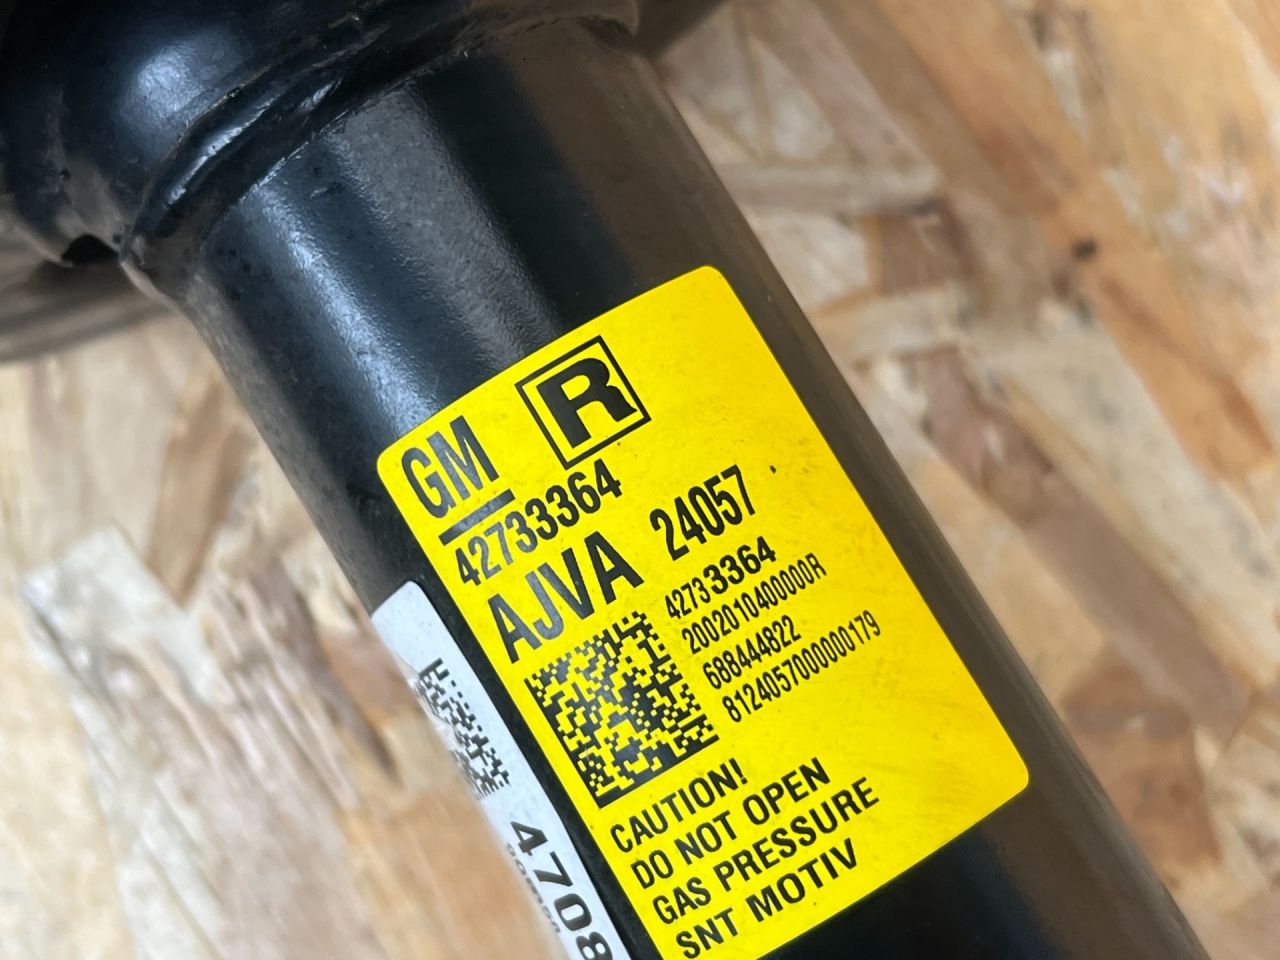 GM R
42733364
AJVA 24057
42733364
200201040000R
688444822
8124057000000179
CAUTION!
DO NOT OPEN
GAS PRESSURE
SNT MOTIV
4708